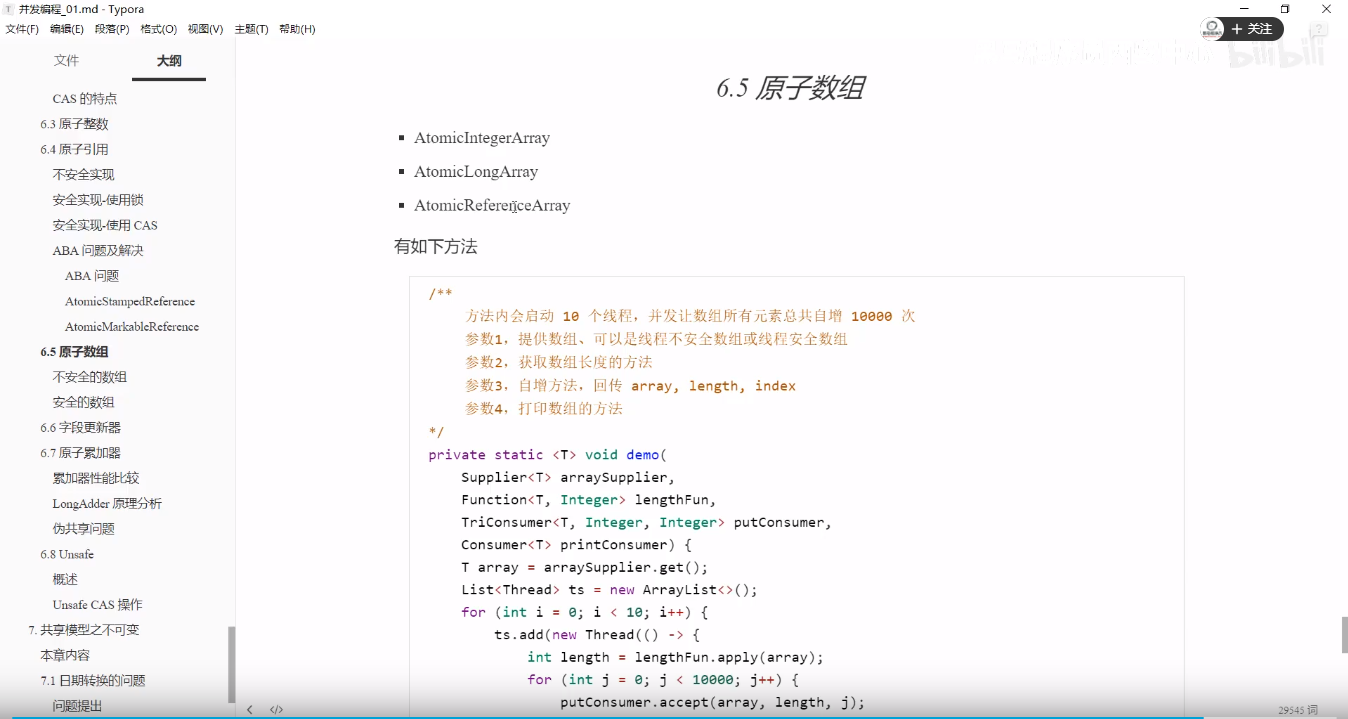 并发编程_01.md - Typora
文件(F) 编辑(E) 段落(P) 格式(O) 视图(V) 主题(T) 帮助(H)
+ 关注
bilibili
文件 大纲
CAS 的特点
6.3 原子整数
6.4 原子引用
不安全实现
安全实现-使用锁
安全实现-使用 CAS
ABA 问题及解决
ABA 问题
AtomicStampedReference
AtomicMarkableReference
6.5 原子数组
不安全的数组
安全的数组
6.6 字段更新器
6.7 原子累加器
累加器性能比较
LongAdder 原理分析
伪共享问题
6.8 Unsafe
概述
Unsafe CAS 操作
7. 共享模型之不可变
本章内容
7.1 日期转换的问题
问题提出
6.5 原子数组
AtomicIntegerArray
AtomicLongArray
AtomicReferenceArray
有如下方法
/**
方法内会启动 10 个线程，并发让数组所有元素总共自增 10000 次
参数1，提供数组、可以是线程不安全数组或线程安全数组
参数2，获取数组长度的方法
参数3，自增方法，回传 array, length, index
参数4，打印数组的方法
*/
private static <T> void demo(
Supplier<T> arraySupplier,
Function<T, Integer> lengthFun,
TriConsumer<T, Integer, Integer> putConsumer,
Consumer<T> printConsumer) {
T array = arraySupplier.get();
List<Thread> ts = new ArrayList<>();
for (int i = 0; i < 10; i++) {
ts.add(new Thread(() -> {
int length = lengthFun.apply(array);
for (int j = 0; j < 10000; j++) {
putConsumer.accept(array, length, j);
29545 词